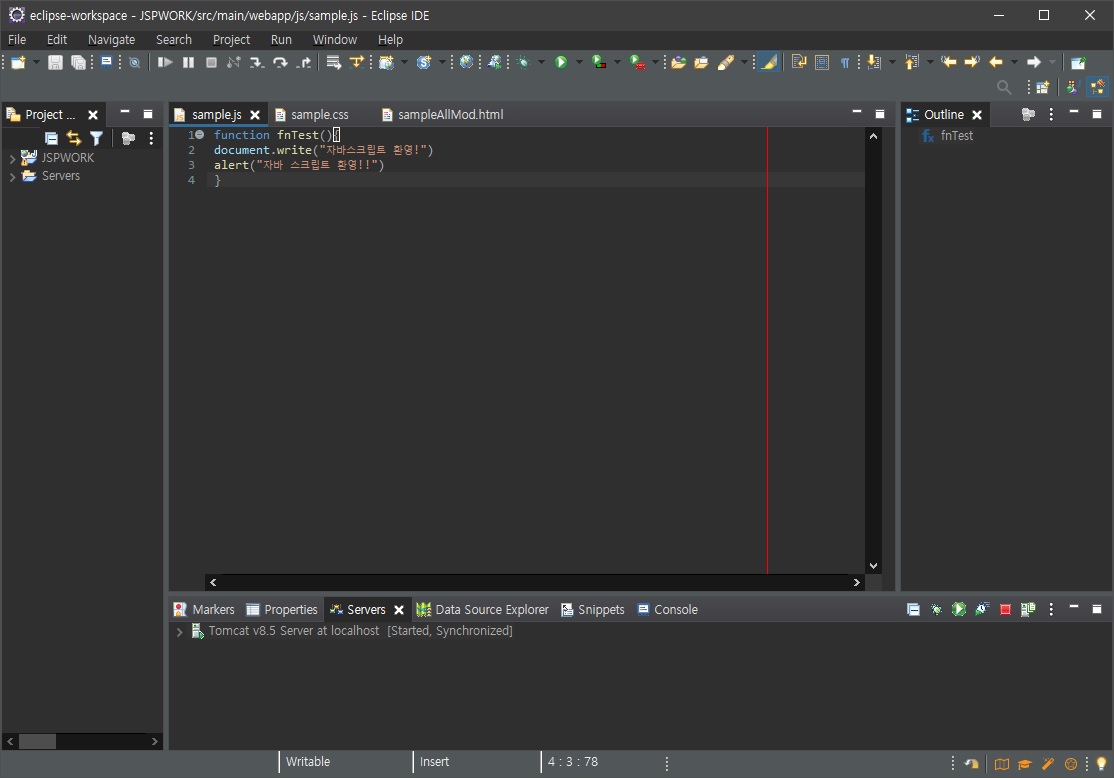 eclipse-workspace - JSPWORK/src/main/webapp/js/sample.js - Eclipse IDE
File Edit Navigate Search Project Run Window Help
Project ...
sample.js sample.css sampleAllMod.html
Outline
JSPWORK
Servers
1 function fnTest(){
2 document.write("자바스크립트 환영!")
3 alert("자바 스크립트 환영!!")
4 }
fnTest
Markers Properties Servers Data Source Explorer Snippets Console
Tomcat v8.5 Server at localhost [Started, Synchronized]
Writable Insert 4 : 3 : 78